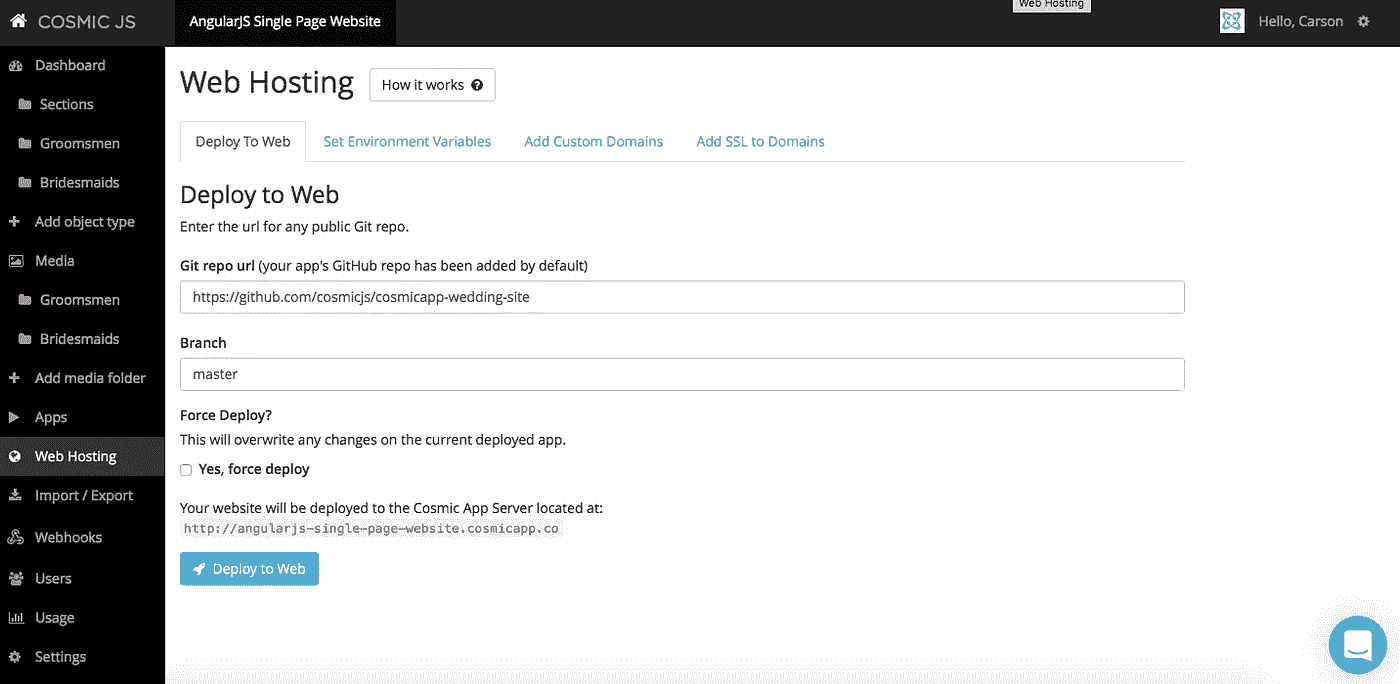 COSMIC JS
AngularJS Single Page Website
Web Hosting
Hello, Carson
Dashboard
Sections
Groomsmen
Bridesmaids
Add object type
Media
Groomsmen
Bridesmaids
Add media folder
Apps
Web Hosting
Import / Export
Webhooks
Users
Usage
Settings
Web Hosting
How it works
Deploy To Web
Set Environment Variables
Add Custom Domains
Add SSL to Domains
Deploy to Web
Enter the url for any public Git repo.
Git repo url (your app's GitHub repo has been added by default)
https://github.com/cosmicjs/cosmicapp-wedding-site
Branch
master
Force Deploy?
This will overwrite any changes on the current deployed app.
Yes, force deploy
Your website will be deployed to the Cosmic App Server located at:
http://angularjs-single-page-website.cosmicapp.co
Deploy to Web